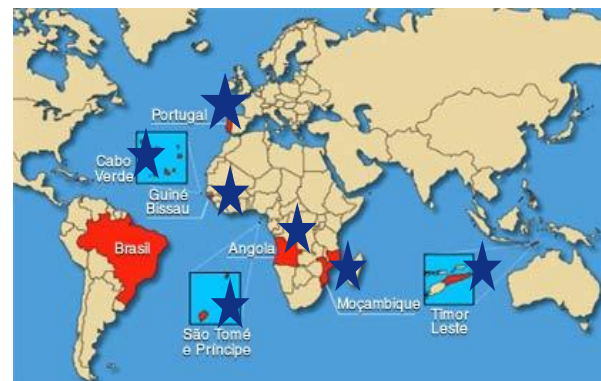 Portugal
Cabo
Verde
Guiné
Bissau
Brasil
Angola
Moçambique
São Tomé
e Príncipe
Timor
Leste